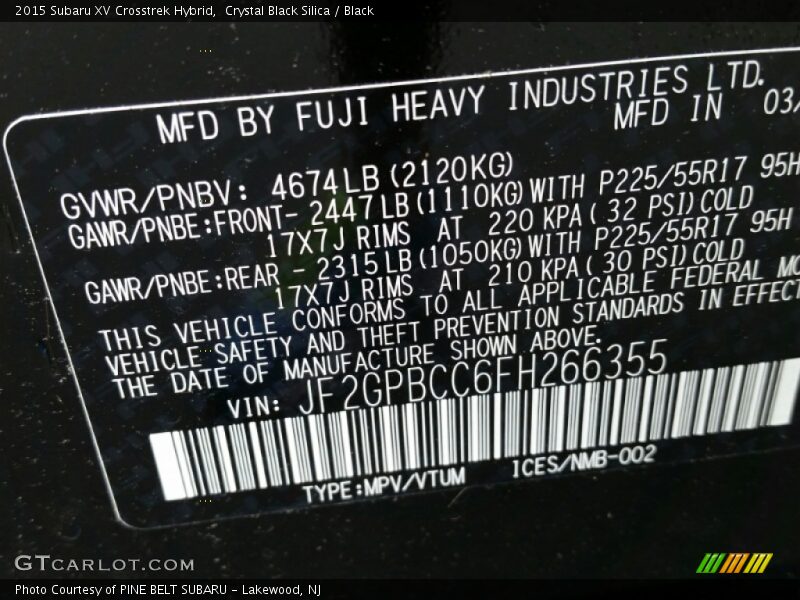 2015 Subaru XV Crosstrek Hybrid,  Crystal Black Silica / Black
MFD BY FUJI HEAVY INDUSTRIES LTD.
MFD IN 03/
GVWR/PNBV: 4674LB(2120KG)
GAWR/PNBE:FRONT- 2447LB(1110KG)WITH P225/55R17 95H
17X7J RIMS AT 220 KPA( 32 PSI)COLD
GAWR/PNBE:REAR - 2315LB(1050KG)WITH P225/55R17 95H
17X7J RIMS AT 210 KPA( 30 PSI)COLD
THIS VEHICLE CONFORMS TO ALL APPLICABLE FEDERAL MO
VEHICLE SAFETY AND THEFT PREVENTION STANDARDS IN EFFECT
THE DATE OF MANUFACTURE SHOWN ABOVE.
VIN: JF2GPBCC6FH266355
TYPE:MPV/VTUM ICES/NMB-002
GTCARLOT.COM
Photo Courtesy of PINE BELT SUBARU - Lakewood, NJ